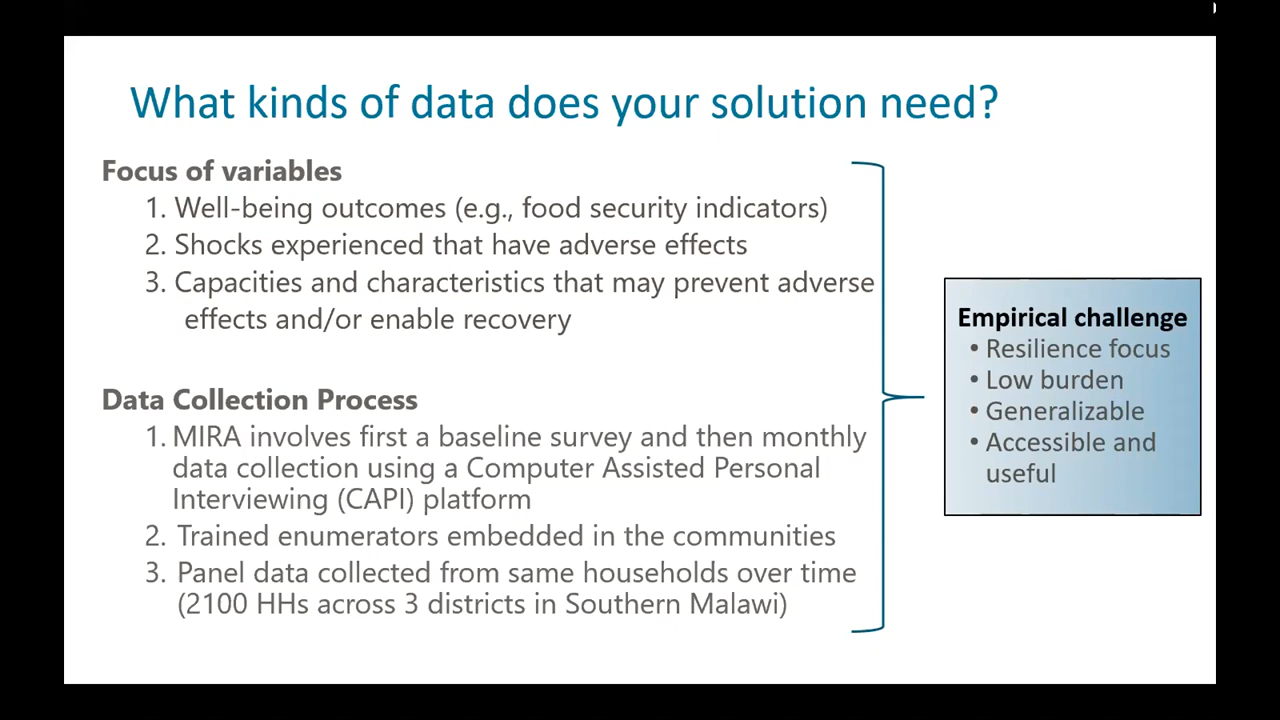 What kinds of data does your solution need?
Focus of variables
1. Well-being outcomes (e.g., food security indicators)
2. Shocks experienced that have adverse effects
3. Capacities and characteristics that may prevent adverse
effects and/or enable recovery
Data Collection Process
1. MIRA involves first a baseline survey and then monthly
data collection using a Computer Assisted Personal
Interviewing (CAPI) platform
2. Trained enumerators embedded in the communities
3. Panel data collected from same households over time
(2100 HHs across 3 districts in Southern Malawi)
Empirical challenge
• Resilience focus
• Low burden
• Generalizable
• Accessible and
useful